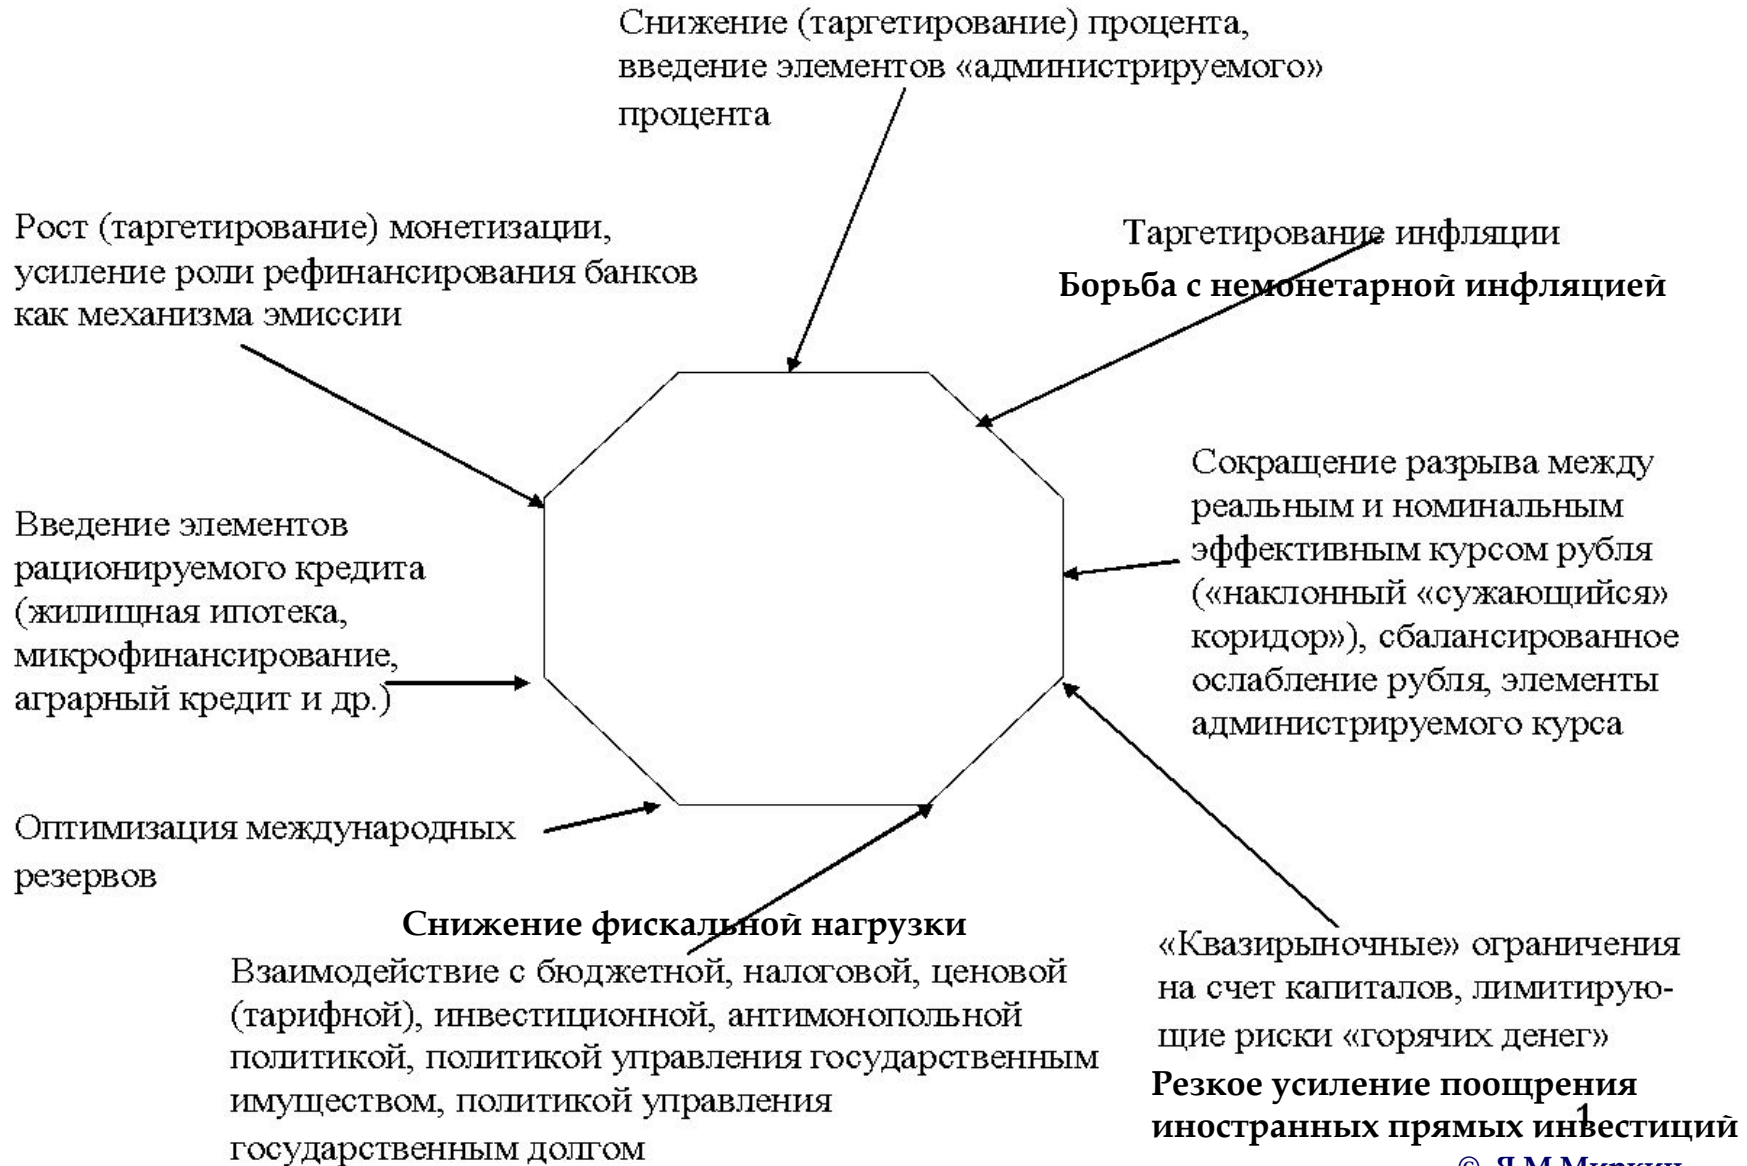 Снижение (таргетирование) процента,
введение элементов «администрируемого»
процента
Рост (таргетирование) монетизации,
усиление роли рефинансирования банков
как механизма эмиссии
Таргетирование инфляции
Борьба с немонетарной инфляцией
Сокращение разрыва между
реальным и номинальным
эффективным курсом рубля
(«наклонный «сужающийся»
коридор»), сбалансированное
ослабление рубля, элементы
администрируемого курса
Введение элементов
рационируемого кредита
(жилищная ипотека,
микрофинансирование,
аграрный кредит и др.)
Оптимизация международных
резервов
Снижение фискальной нагрузки
Взаимодействие с бюджетной, налоговой, ценовой
(тарифной), инвестиционной, антимонопольной
политикой, политикой управления государственным
имуществом, политикой управления
государственным долгом
«Квазирыночные» ограничения
на счет капиталов, лимитирую-
щие риски «горячих денег»
Резкое усиление поощрения
иностранных прямых инвестиций
1
© Я.М.Миркин